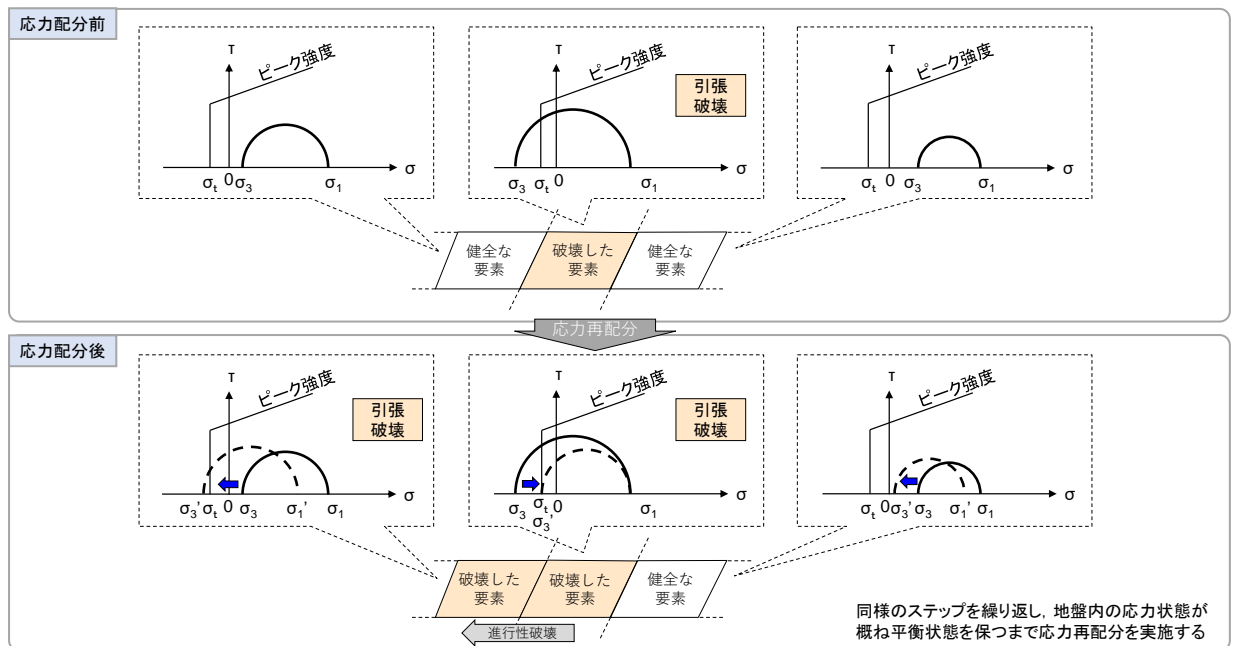 応力配分前
τ
ピーク強度
σt 0 σ3 σ1 σ
τ
ピーク強度
引張
破壊
σ3 σt 0 σ1 σ
τ
ピーク強度
σt 0 σ3 σ1 σ
健全な
要素
破壊した
要素
健全な
要素
応力再配分
応力配分後
τ
ピーク強度
引張
破壊
σ3' σt 0 σ3 σ1' σ1 σ
τ
ピーク強度
引張
破壊
σ3 σt 0 σ1 σ
σ3'
τ
ピーク強度
σt 0 σ3' σ3 σ1' σ1 σ
破壊した
要素
破壊した
要素
健全な
要素
進行性破壊
同様のステップを繰り返し，地盤内の応力状態が
概ね平衡状態を保つまで応力再配分を実施する